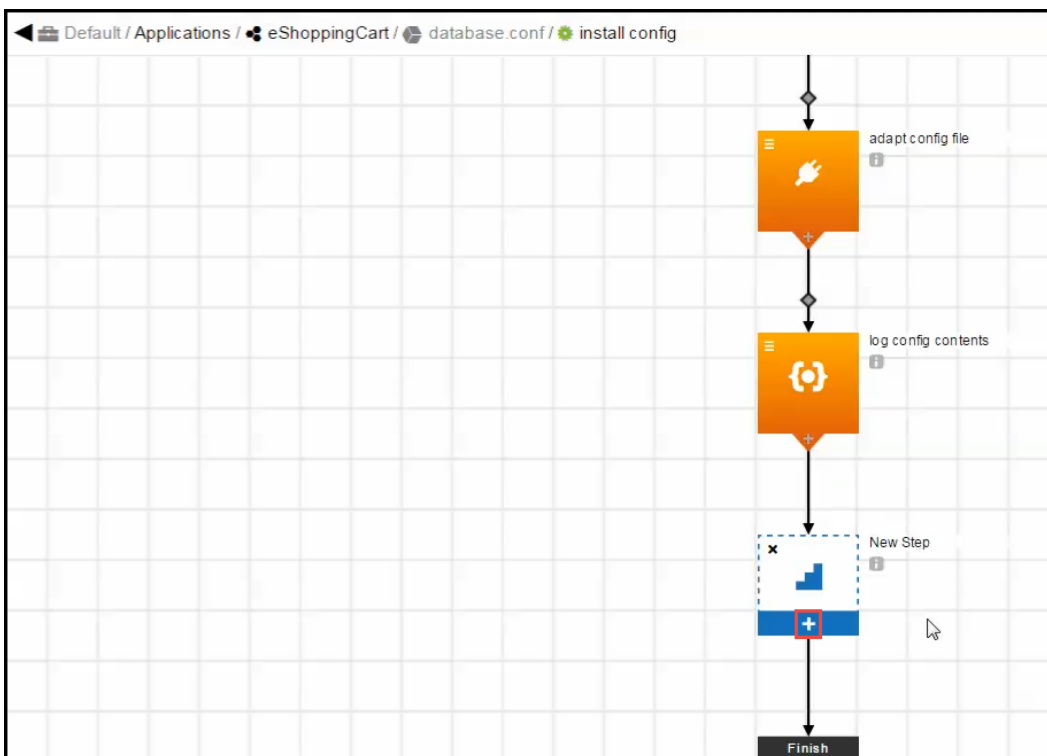 Default / Applications / eShoppingCart / database.conf / install config
adapt config file
log config contents
New Step
Finish